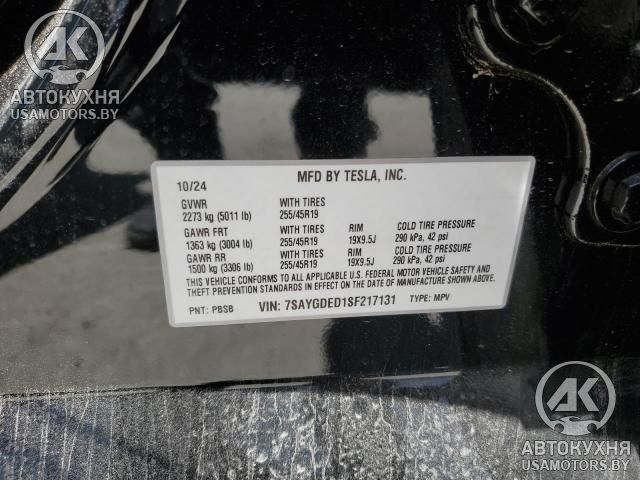 AK
АВТОКУХНЯ
USAMOTORS.BY
MFD BY TESLA, INC.
10/24
GVWR WITH TIRES
2273 kg (5011 lb) 255/45R19
GAWR FRT WITH TIRES RIM COLD TIRE PRESSURE
1363 kg (3004 lb) 255/45R19 19X9.5J 290 kPa, 42 psi
GAWR RR WITH TIRES RIM COLD TIRE PRESSURE
1500 kg (3306 lb) 255/45R19 19X9.5J 290 kPa, 42 psi
THIS VEHICLE CONFORMS TO ALL APPLICABLE U.S. FEDERAL MOTOR VEHICLE SAFETY AND
THEFT PREVENTION STANDARDS IN EFFECT ON THE DATE OF MANUFACTURE SHOWN ABOVE.
PNT: PBSB VIN: 7SAYGDED1SF217131 TYPE: MPV
AK
АВТОКУХНЯ
USAMOTORS.BY